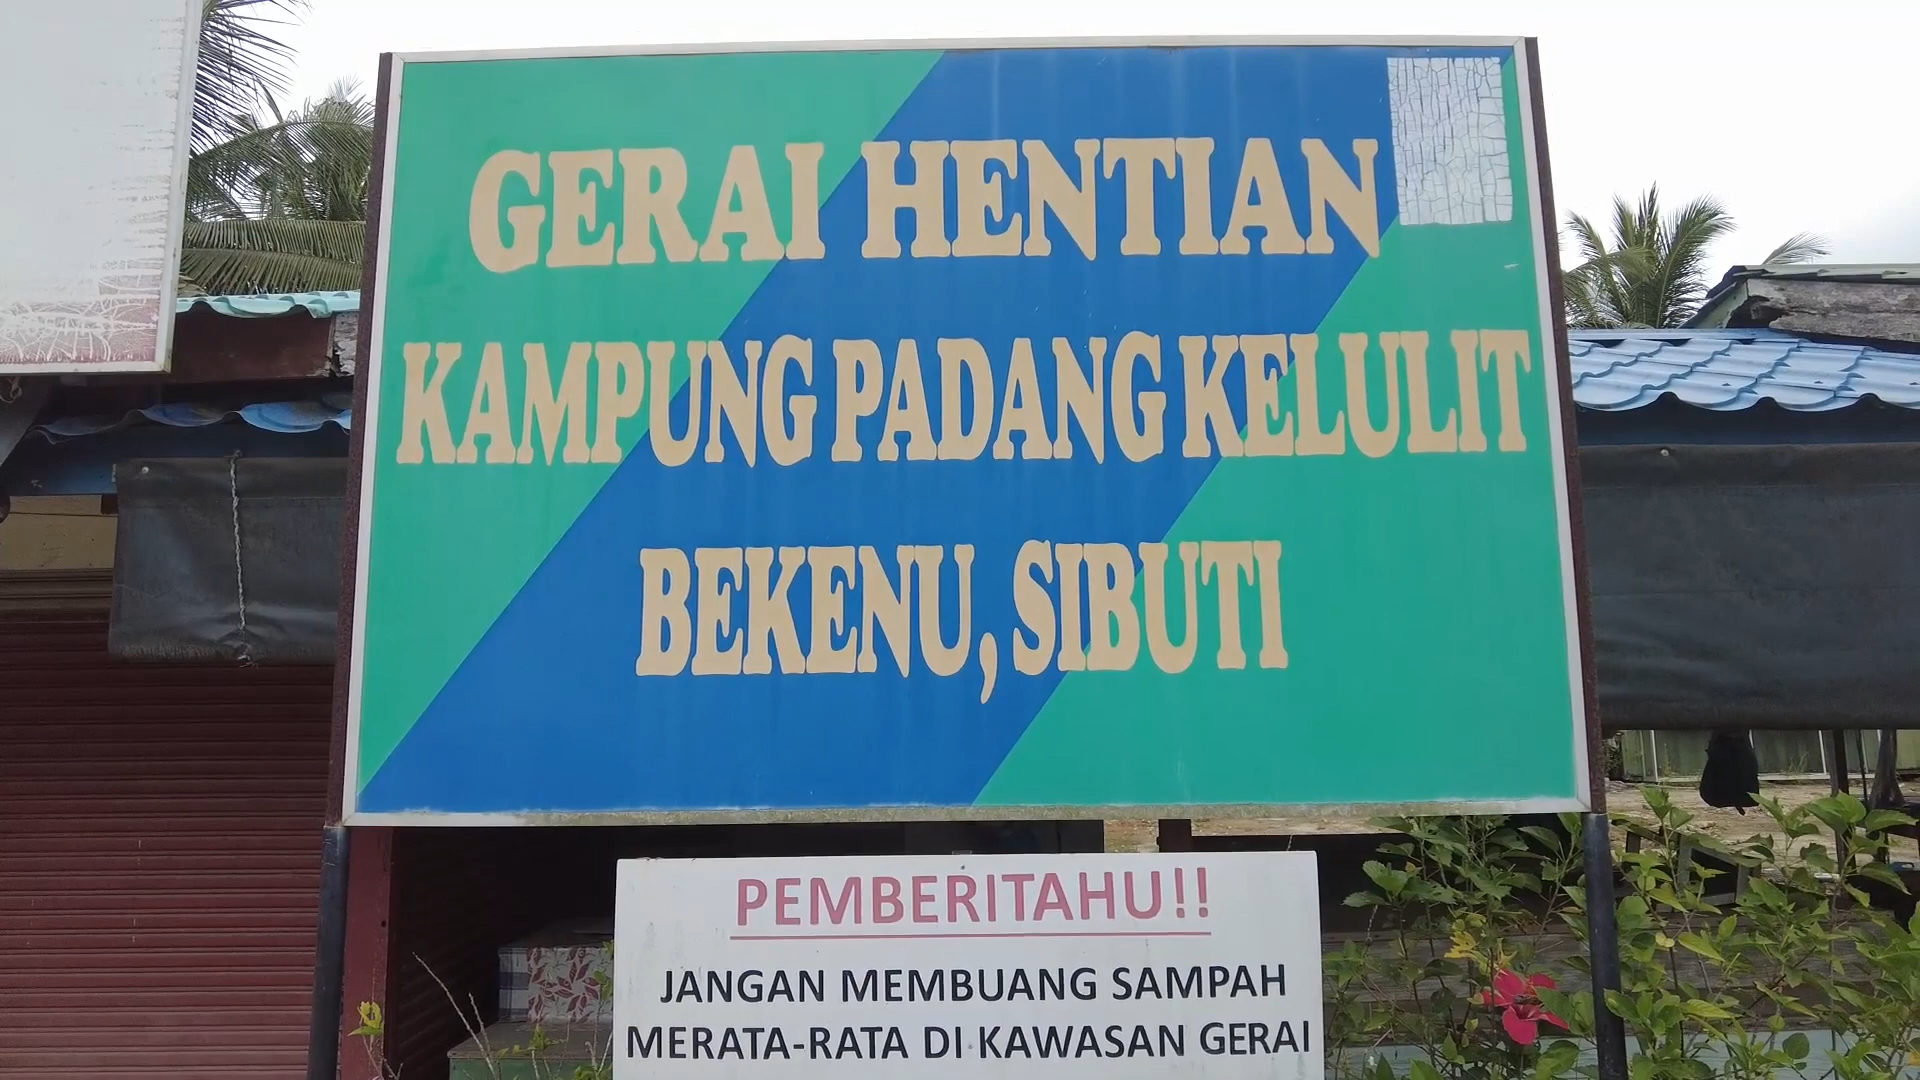 GERAI HENTIAN
KAMPUNG PADANG KELULIT
BEKENU, SIBUTI
PEMBERITAHU!!
JANGAN MEMBUANG SAMPAH
MERATA-RATA DI KAWASAN GERAI